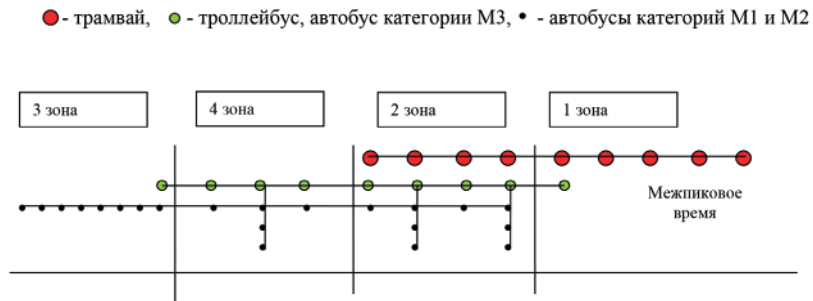 - трамвай, - троллейбус, автобус категории М3, - автобусы категорий М1 и М2
3 зона 4 зона 2 зона 1 зона
Межпиковое
время